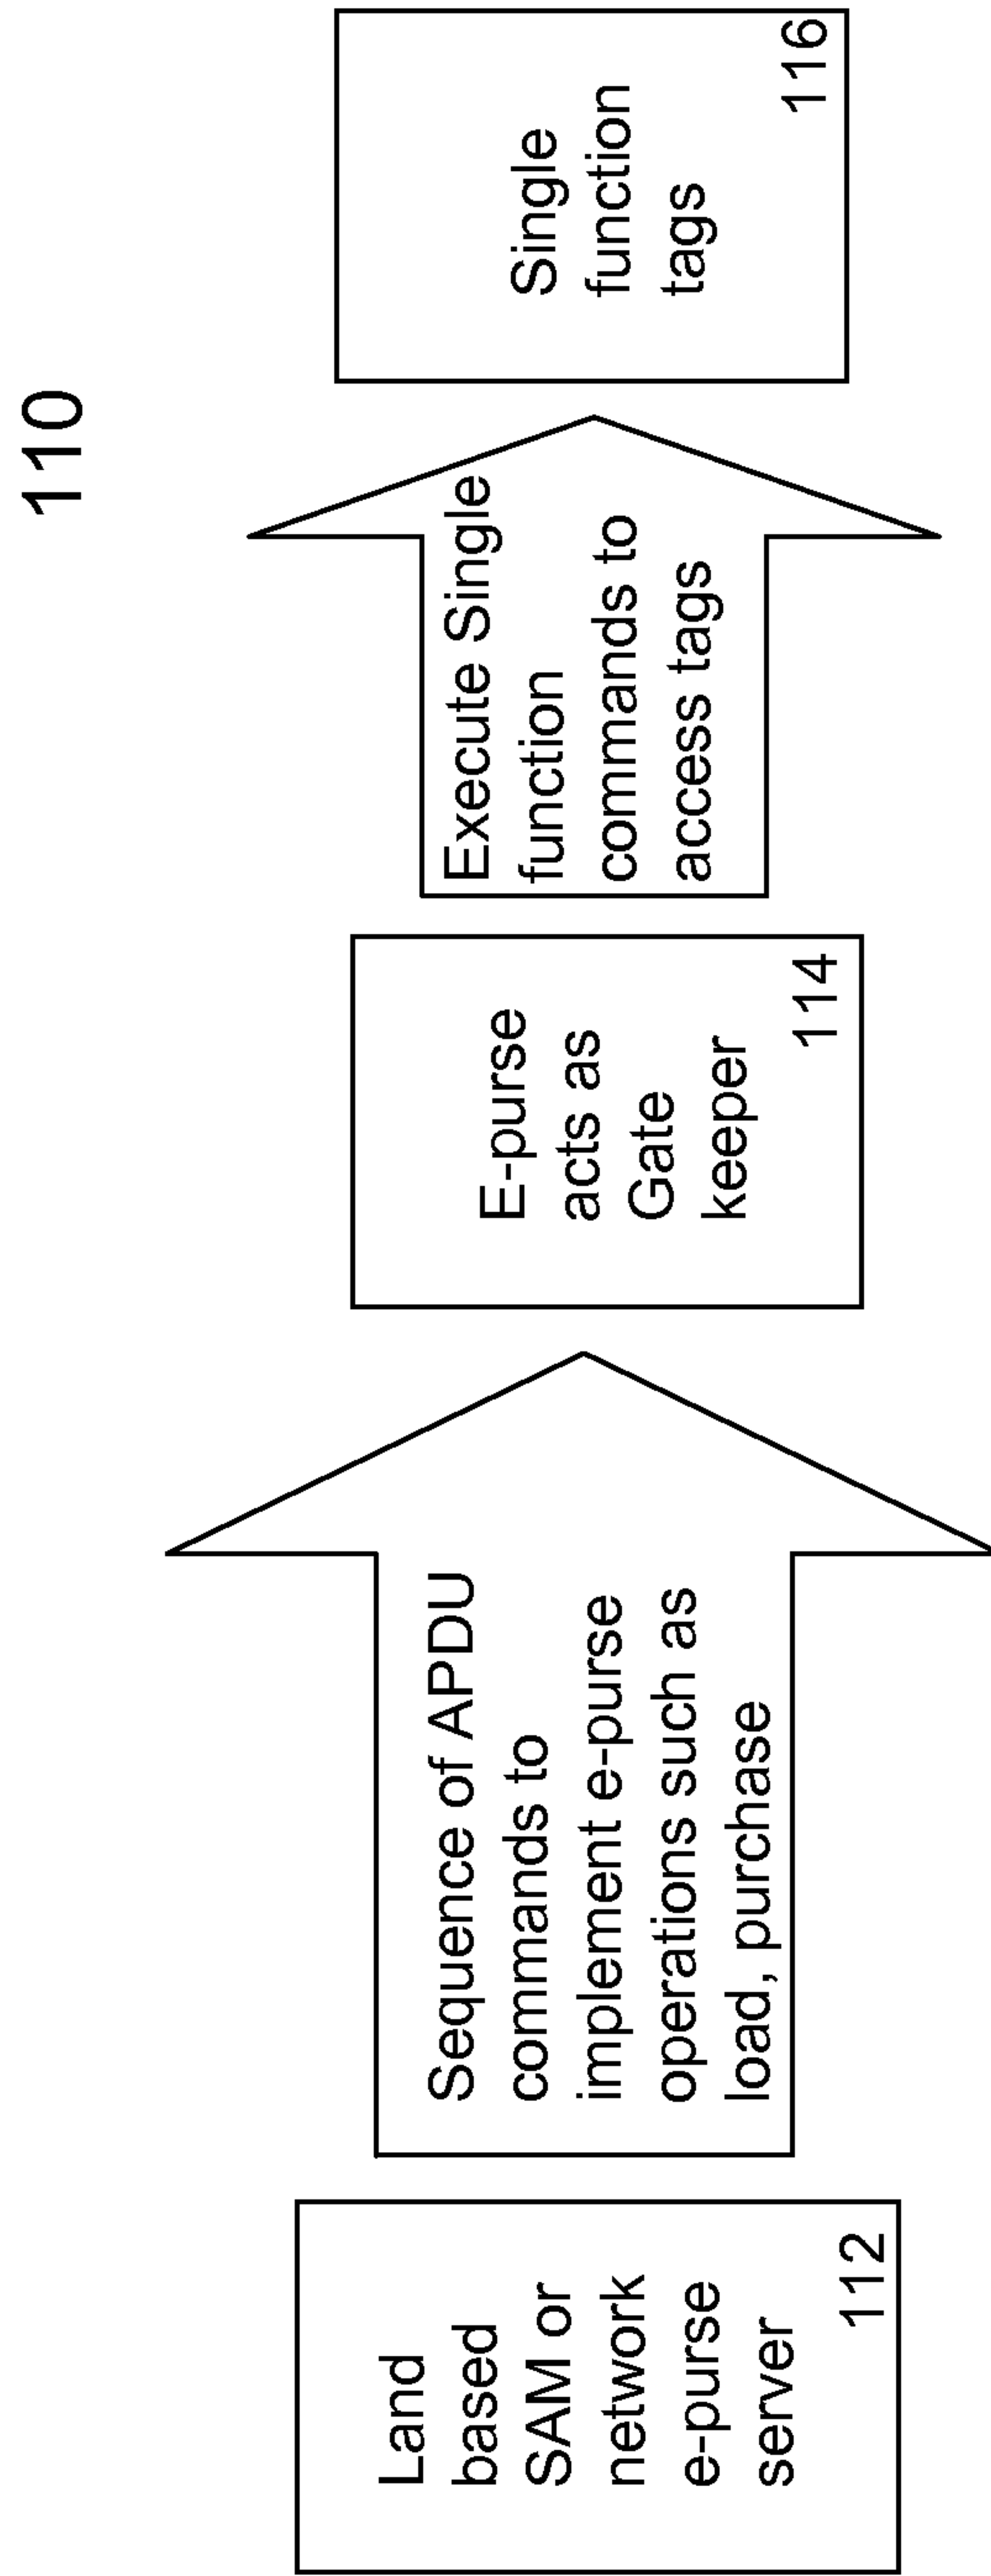 110
Land
based
SAM or
network
e-purse
server
112
Sequence of APDU
commands to
implement e-purse
operations such as
load, purchase
E-purse
acts as
Gate
keeper
114
Execute Single
function
commands to
access tags
Single
function
tags
116